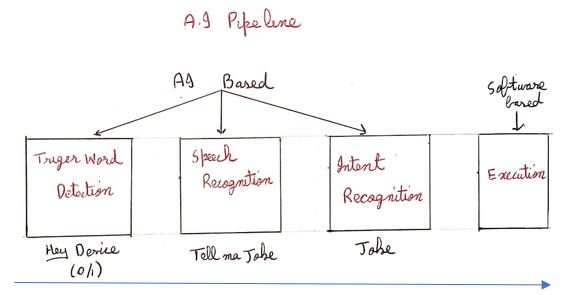 A.I Pipeline
AI Based
Software
based
Triger Word
Detection
Speech
Recognition
Intent
Recognition
Execution
Hey Device
(0/1)
Tell ma Joke
Joke